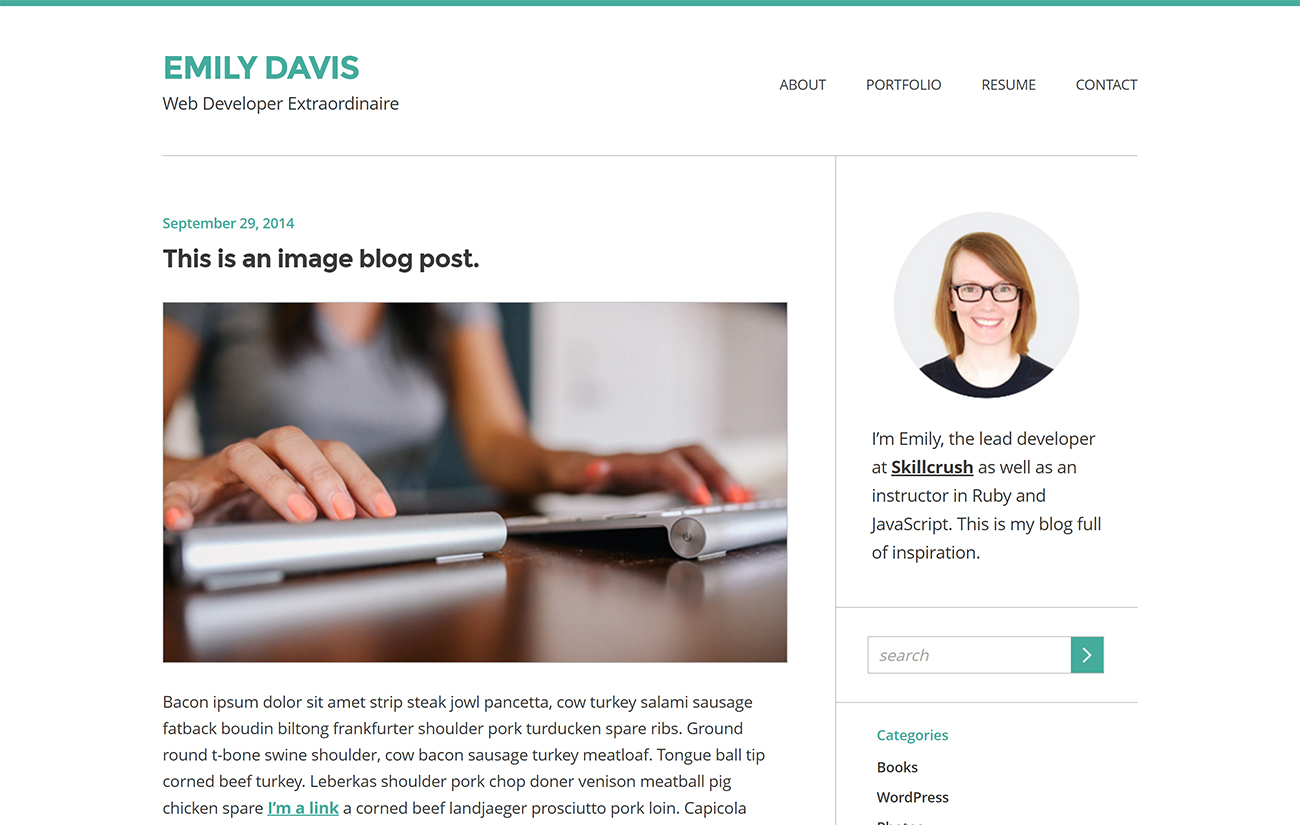 EMILY DAVIS
Web Developer Extraordinaire
ABOUT PORTFOLIO RESUME CONTACT
September 29, 2014
This is an image blog post.
Bacon ipsum dolor sit amet strip steak jowl pancetta, cow turkey salami sausage
fatback boudin biltong frankfurter shoulder pork turducken spare ribs. Ground
round t-bone swine shoulder, cow bacon sausage turkey meatloaf. Tongue ball tip
corned beef turkey. Leberkas shoulder pork chop doner venison meatball pig
chicken spare I'm a link a corned beef landjaeger prosciutto pork loin. Capicola
I'm Emily, the lead developer
at Skillcrush as well as an
instructor in Ruby and
JavaScript. This is my blog full
of inspiration.
search
Categories
Books
WordPress